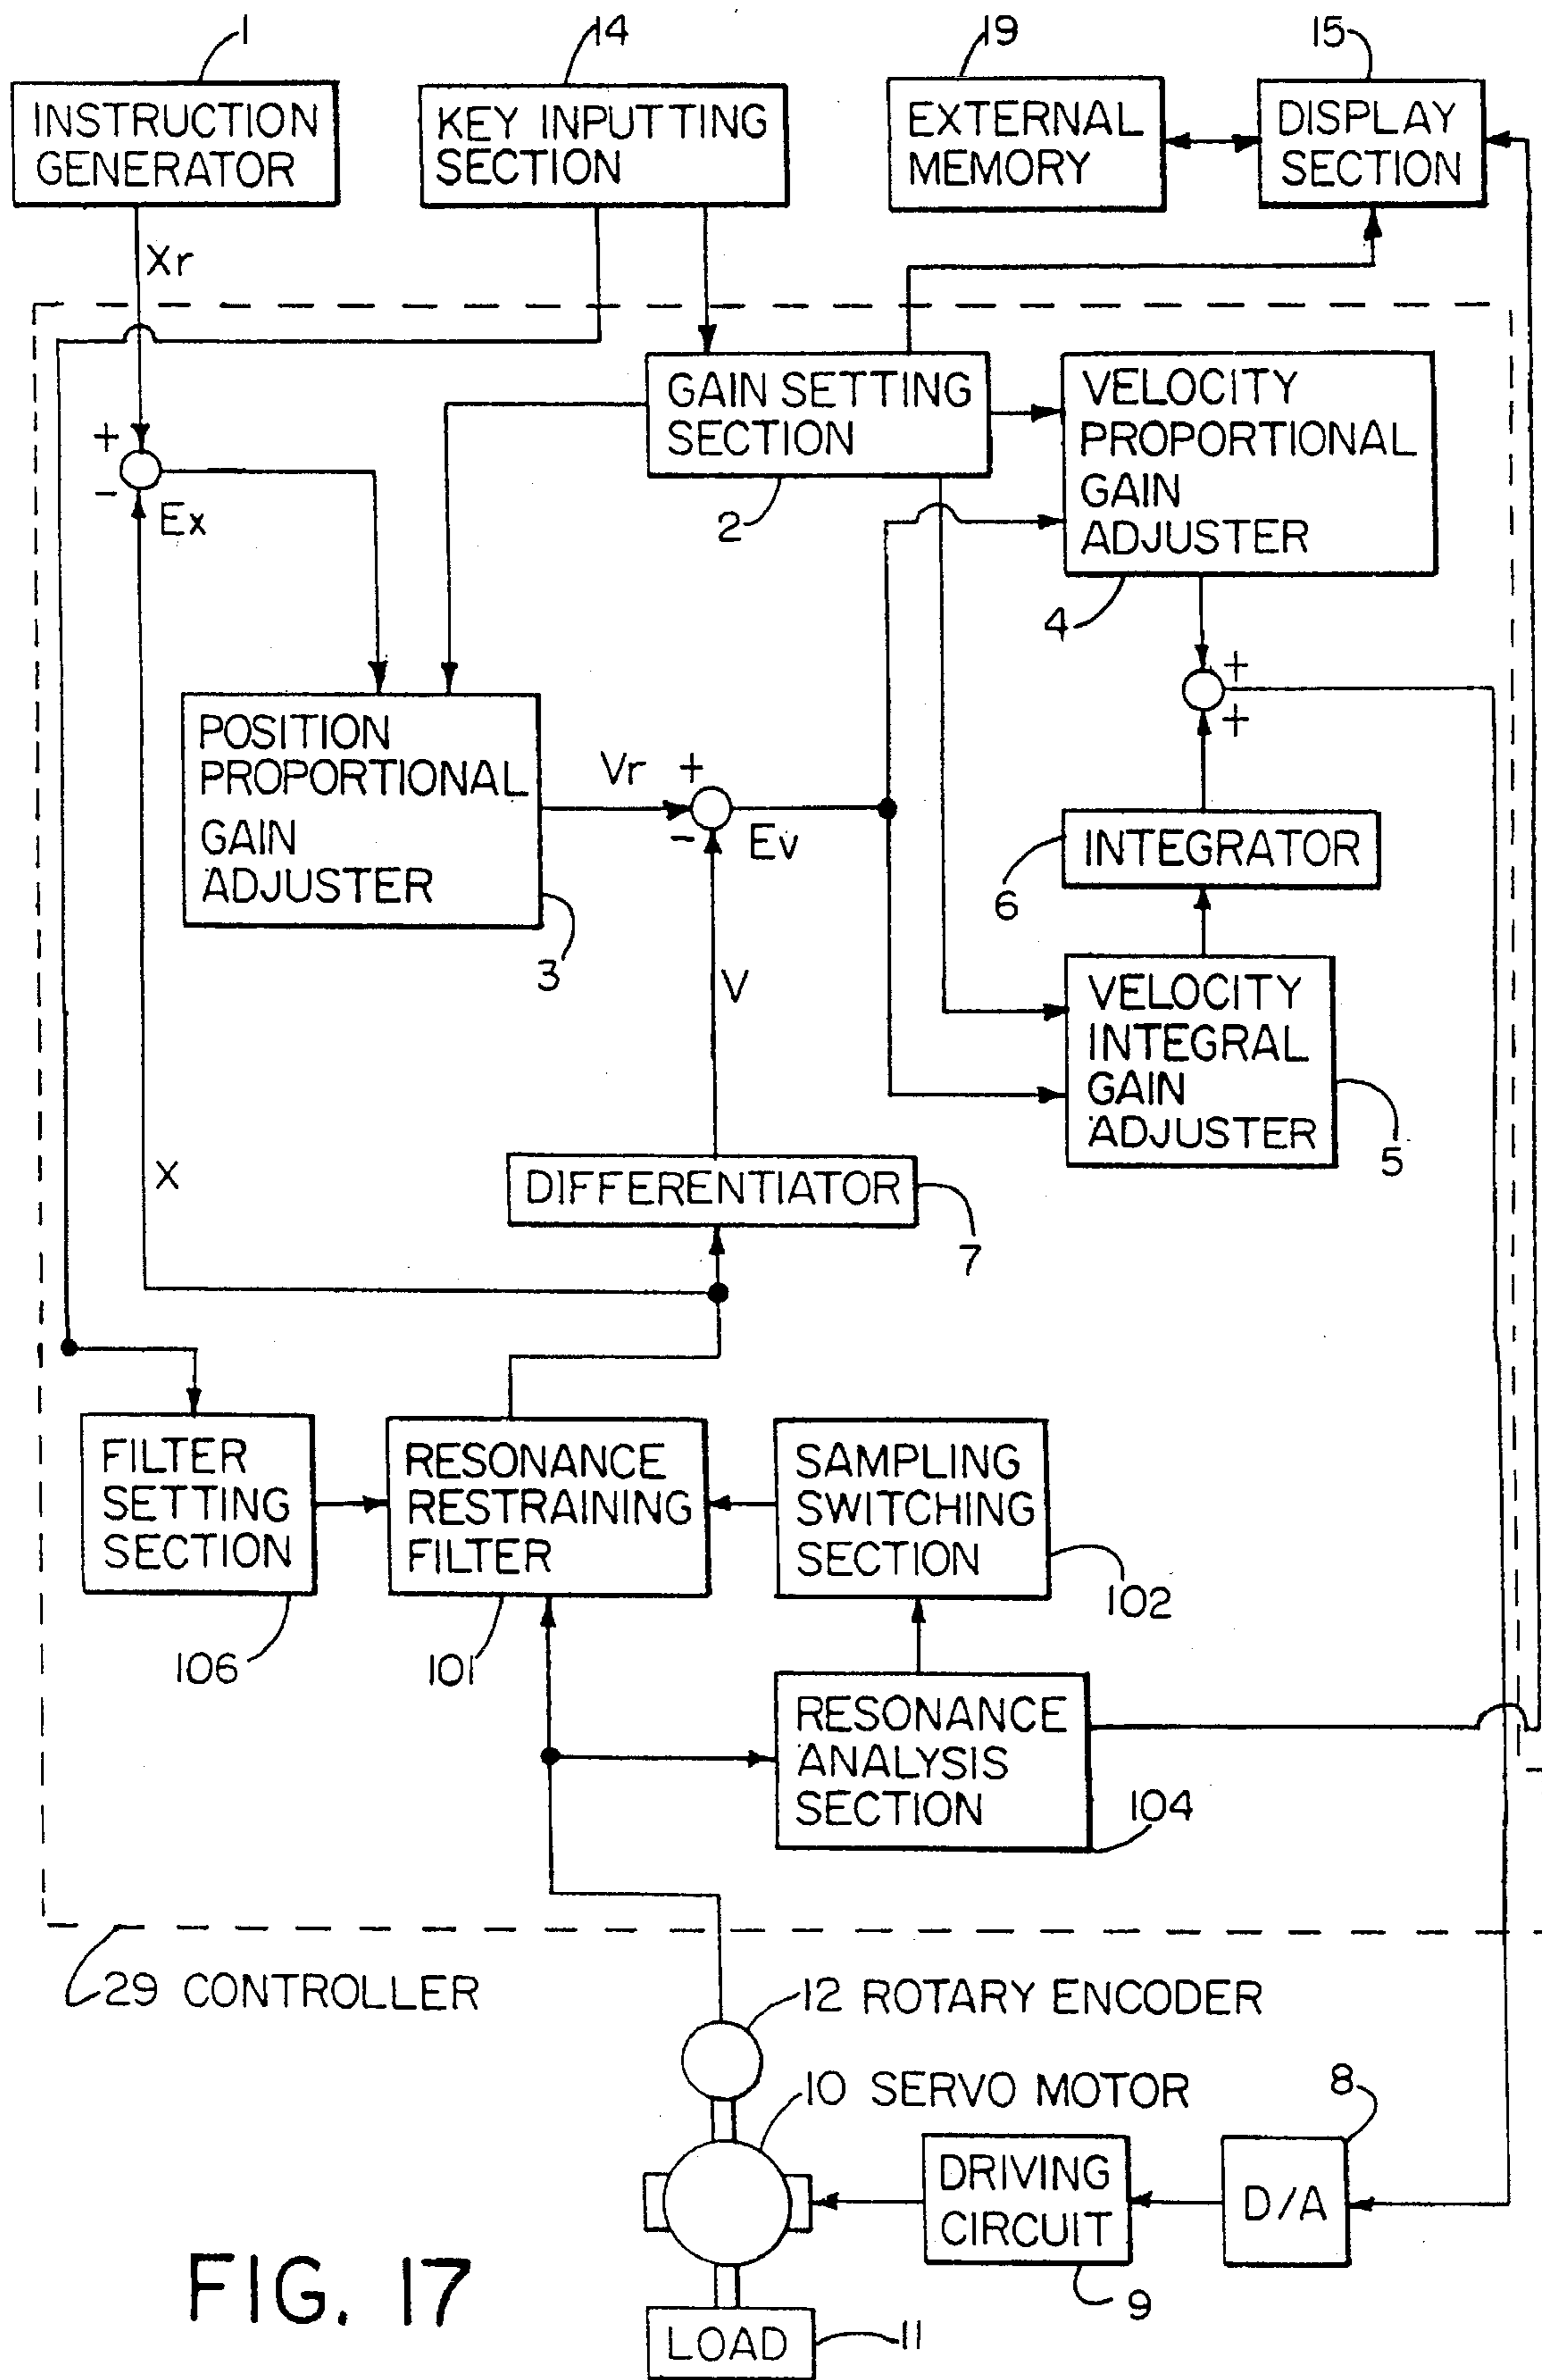 1
14
19
15
INSTRUCTION
GENERATOR
KEY INPUTTING
SECTION
EXTERNAL
MEMORY
DISPLAY
SECTION
Xr
GAIN SETTING
SECTION
2
VELOCITY
PROPORTIONAL
GAIN
ADJUSTER
4
+
-
Ex
+
+
POSITION
PROPORTIONAL
GAIN
ADJUSTER
3
Vr
+
-
Ev
INTEGRATOR
6
V
VELOCITY
INTEGRAL
GAIN
ADJUSTER
5
X
DIFFERENTIATOR
7
FILTER
SETTING
SECTION
106
RESONANCE
RESTRAINING
FILTER
101
SAMPLING
SWITCHING
SECTION
102
RESONANCE
ANALYSIS
SECTION
104
29 CONTROLLER
12 ROTARY ENCODER
10 SERVO MOTOR
8
DRIVING
CIRCUIT
9
D/A
LOAD
11
FIG. 17